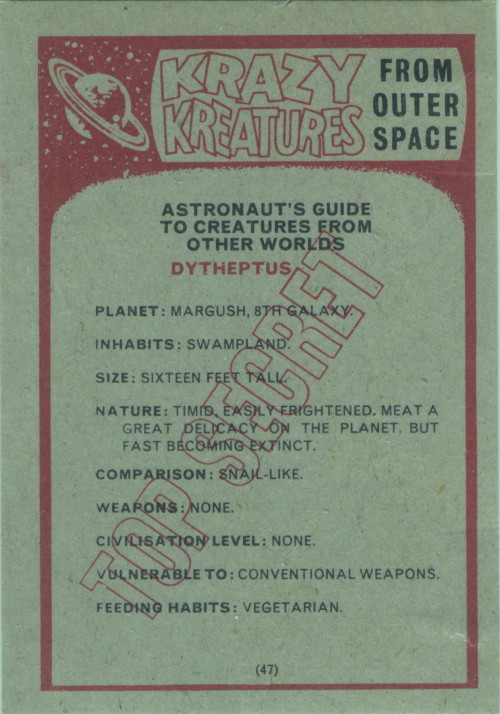 KRAZY
KREATURES
FROM
OUTER
SPACE
ASTRONAUT'S GUIDE
TO CREATURES FROM
OTHER WORLDS
DYTHEPTUS
PLANET: MARGUSH, 8TH GALAXY.
INHABITS: SWAMPLAND.
SIZE: SIXTEEN FEET TALL.
NATURE: TIMID, EASILY FRIGHTENED. MEAT A
GREAT DELICACY ON THE PLANET. BUT
FAST BECOMING EXTINCT.
COMPARISON: SNAIL-LIKE.
WEAPONS: NONE.
CIVILISATION LEVEL: NONE.
VULNERABLE TO: CONVENTIONAL WEAPONS.
FEEDING HABITS: VEGETARIAN.
TOP SECRET
(47)